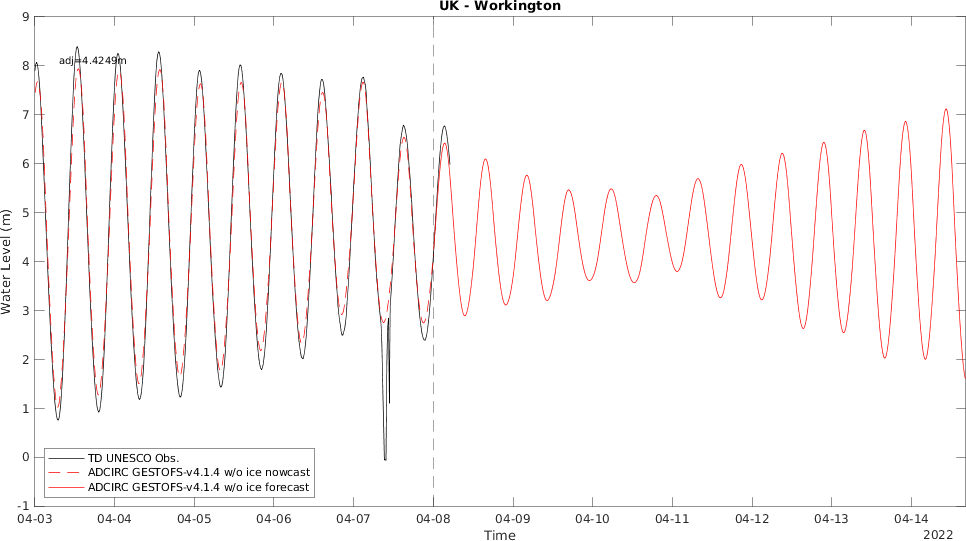 UK - Workington
9
8
7
6
5
4
3
2
1
0
-1
Water Level (m)
adj=4.4249m
TD UNESCO Obs.
ADCIRC GESTOFS-v4.1.4 w/o ice nowcast
ADCIRC GESTOFS-v4.1.4 w/o ice forecast
04-03 04-04 04-05 04-06 04-07 04-08 04-09 04-10 04-11 04-12 04-13 04-14
Time
2022